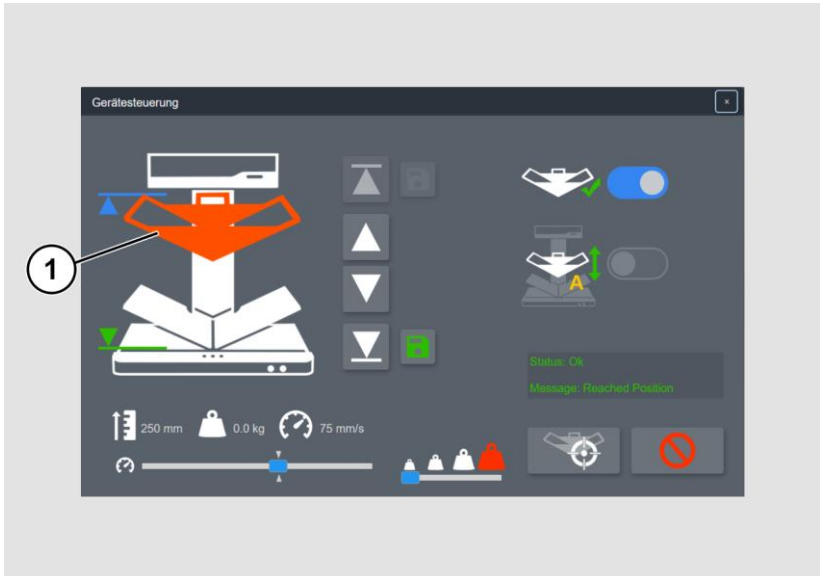 Gerätesteuerung
x
1
A
Status: Ok
Message: Reached Position
250 mm
0.0 kg
75 mm/s